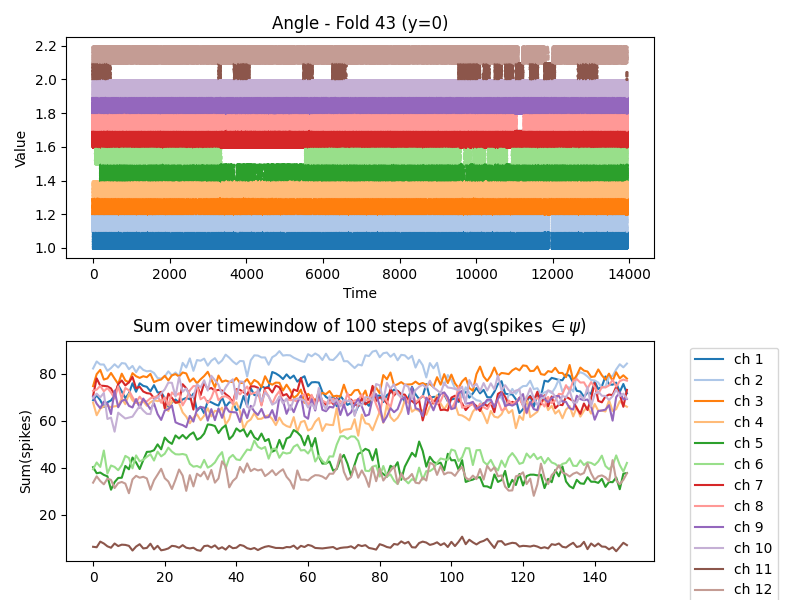 Angle - Fold 43 (y=0)
Value
2.2
2.0
1.8
1.6
1.4
1.2
1.0
0 2000 4000 6000 8000 10000 12000 14000
Time
Sum over timewindow of 100 steps of avg(spikes ∈ψ)
Sum(spikes)
80
60
40
20
0 20 40 60 80 100 120 140
ch 1
ch 2
ch 3
ch 4
ch 5
ch 6
ch 7
ch 8
ch 9
ch 10
ch 11
ch 12